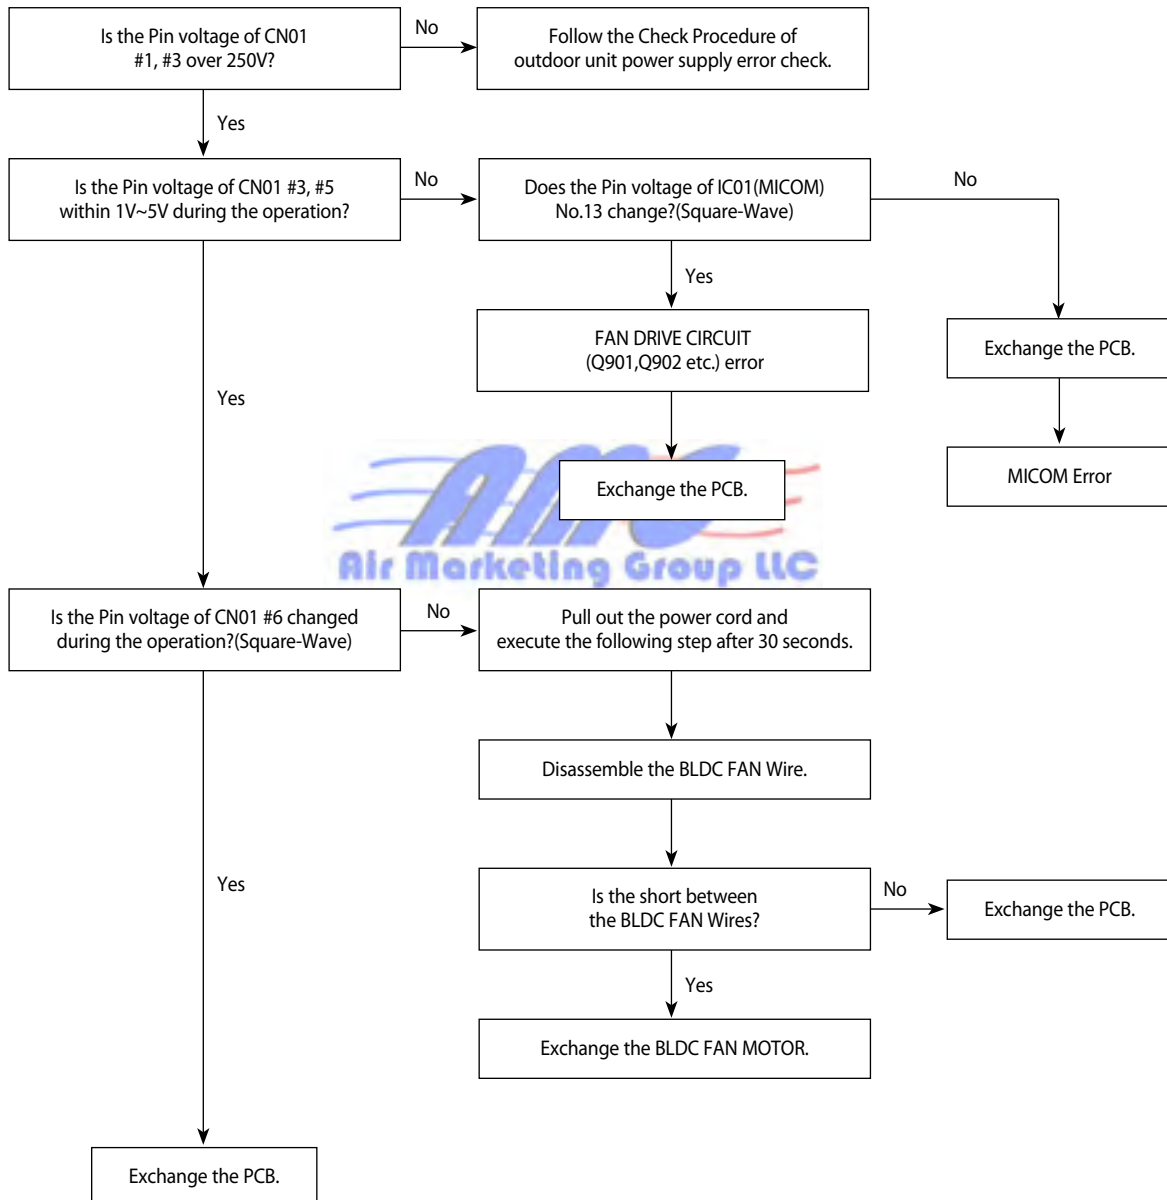 Is the Pin voltage of CN01
#1, #3 over 250V?
No
Follow the Check Procedure of
outdoor unit power supply error check.
Yes
Is the Pin voltage of CN01 #3, #5
within 1V~5V during the operation?
No
Does the Pin voltage of IC01(MICOM)
No.13 change?(Square-Wave)
No
Yes
FAN DRIVE CIRCUIT
(Q901,Q902 etc.) error
Exchange the PCB.
Yes
MICOM Error
Exchange the PCB.
AMG
Air Marketing Group LLC
Is the Pin voltage of CN01 #6 changed
during the operation?(Square-Wave)
No
Pull out the power cord and
execute the following step after 30 seconds.
Disassemble the BLDC FAN Wire.
Yes
Is the short between
the BLDC FAN Wires?
No
Exchange the PCB.
Yes
Exchange the BLDC FAN MOTOR.
Exchange the PCB.